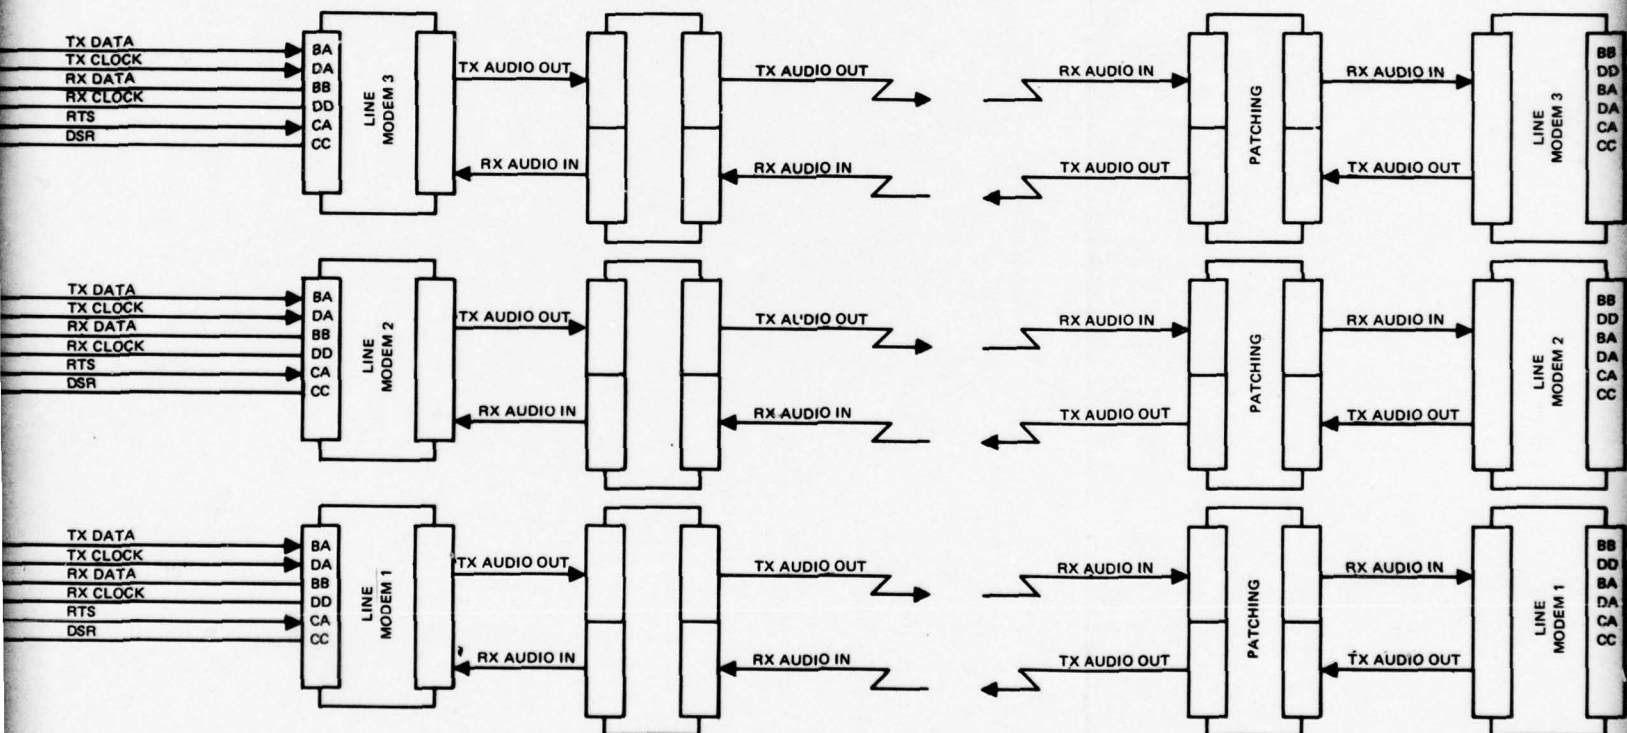 TX DATA
TX CLOCK
RX DATA
RX CLOCK
RTS
DSR
BA
DA
BB
DD
CA
CC
LINE
MODEM 3
TX AUDIO OUT
RX AUDIO IN
TX AUDIO OUT
RX AUDIO IN
RX AUDIO IN
TX AUDIO OUT
PATCHING
RX AUDIO IN
TX AUDIO OUT
LINE
MODEM 3
BB
DD
BA
DA
CA
CC
TX DATA
TX CLOCK
RX DATA
RX CLOCK
RTS
DSR
BA
DA
BB
DD
CA
CC
LINE
MODEM 2
TX AUDIO OUT
RX AUDIO IN
TX AUDIO OUT
RX AUDIO IN
RX AUDIO IN
TX AUDIO OUT
PATCHING
RX AUDIO IN
TX AUDIO OUT
LINE
MODEM 2
BB
DD
BA
DA
CA
CC
TX DATA
TX CLOCK
RX DATA
RX CLOCK
RTS
DSR
BA
DA
BB
DD
CA
CC
LINE
MODEM 1
TX AUDIO OUT
RX AUDIO IN
TX AUDIO OUT
RX AUDIO IN
RX AUDIO IN
TX AUDIO OUT
PATCHING
RX AUDIO IN
TX AUDIO OUT
LINE
MODEM 1
BB
DD
BA
DA
CA
CC